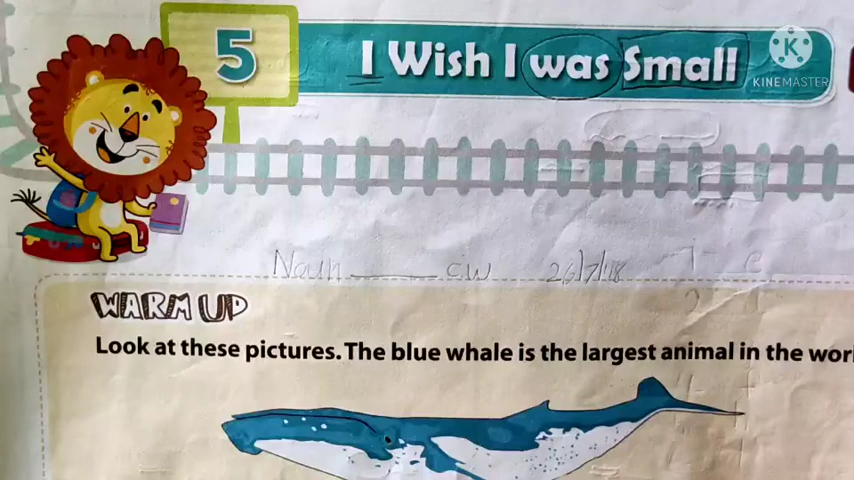 5
I Wish I was Small
KINEMASTER
Noun cw 26/7/18
WARM UP
Look at these pictures. The blue whale is the largest animal in the wor